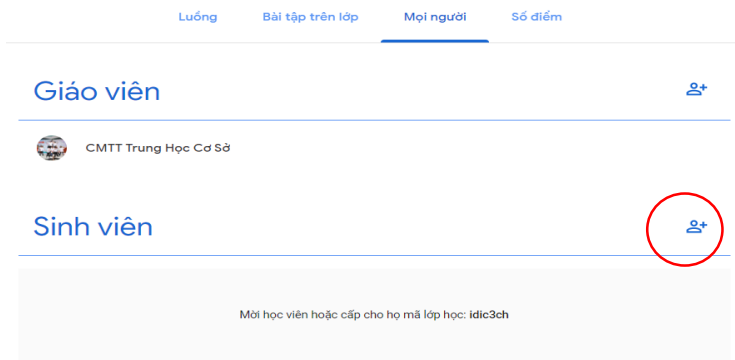 Luồng Bài tập trên lớp Mọi người Số điểm
Giáo viên
CMTT Trung Học Cơ Sở
Sinh viên
Mời học viên hoặc cấp cho họ mã lớp học: idic3ch